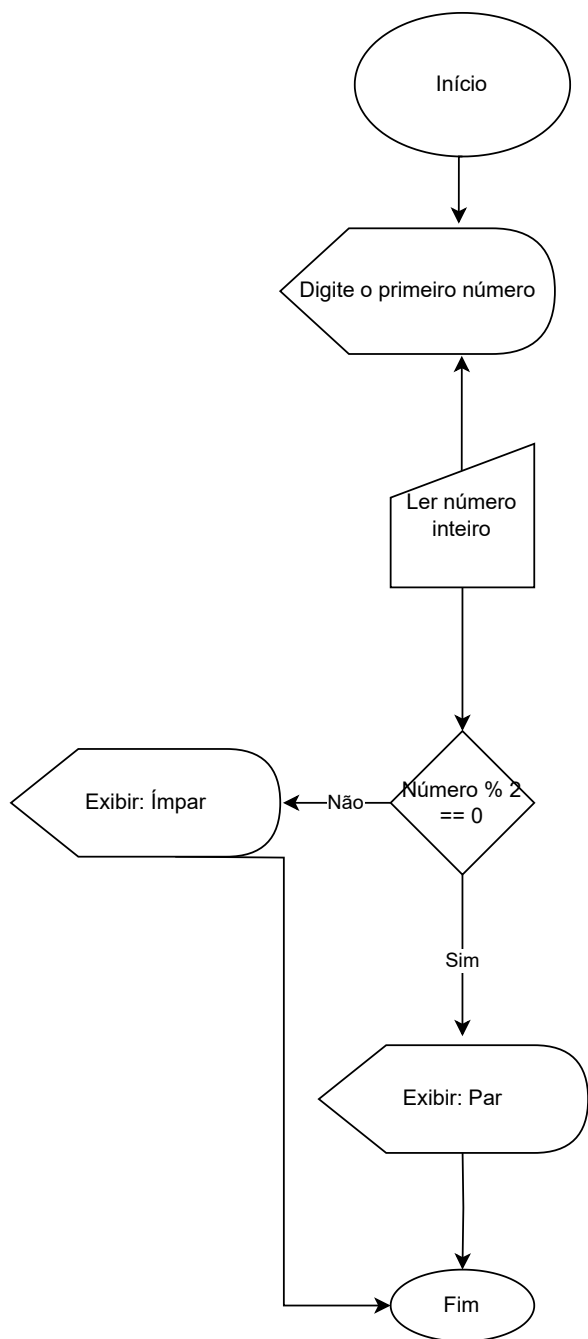 Início
Digite o primeiro número
Ler número
inteiro
Número % 2
== 0
Não
Exibir: Ímpar
Sim
Exibir: Par
Fim